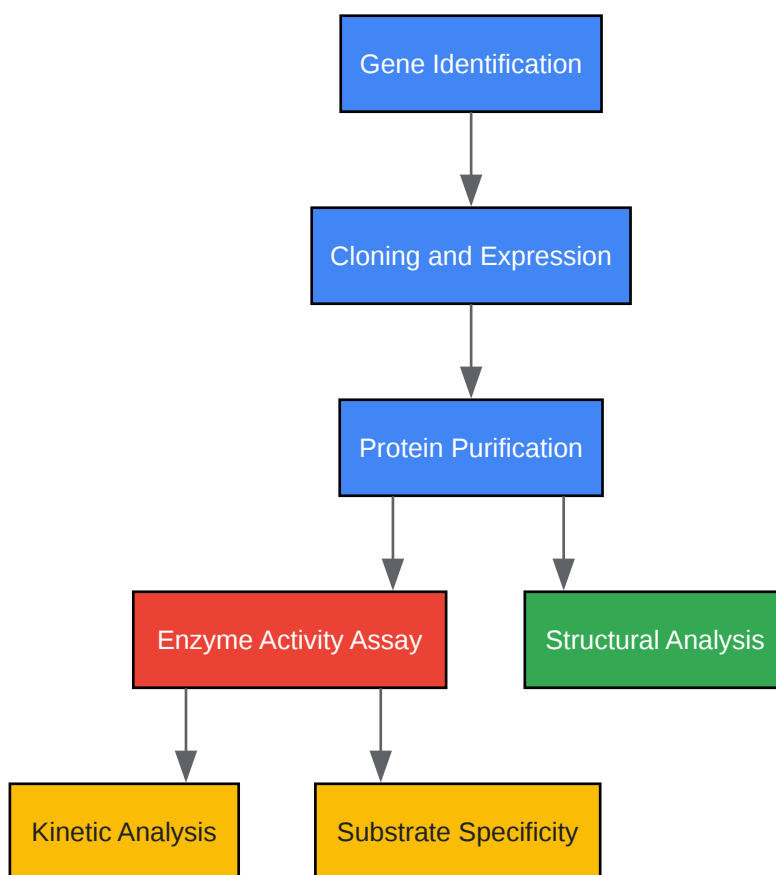 Gene Identification
Cloning and Expression
Protein Purification
Enzyme Activity Assay
Structural Analysis
Kinetic Analysis
Substrate Specificity